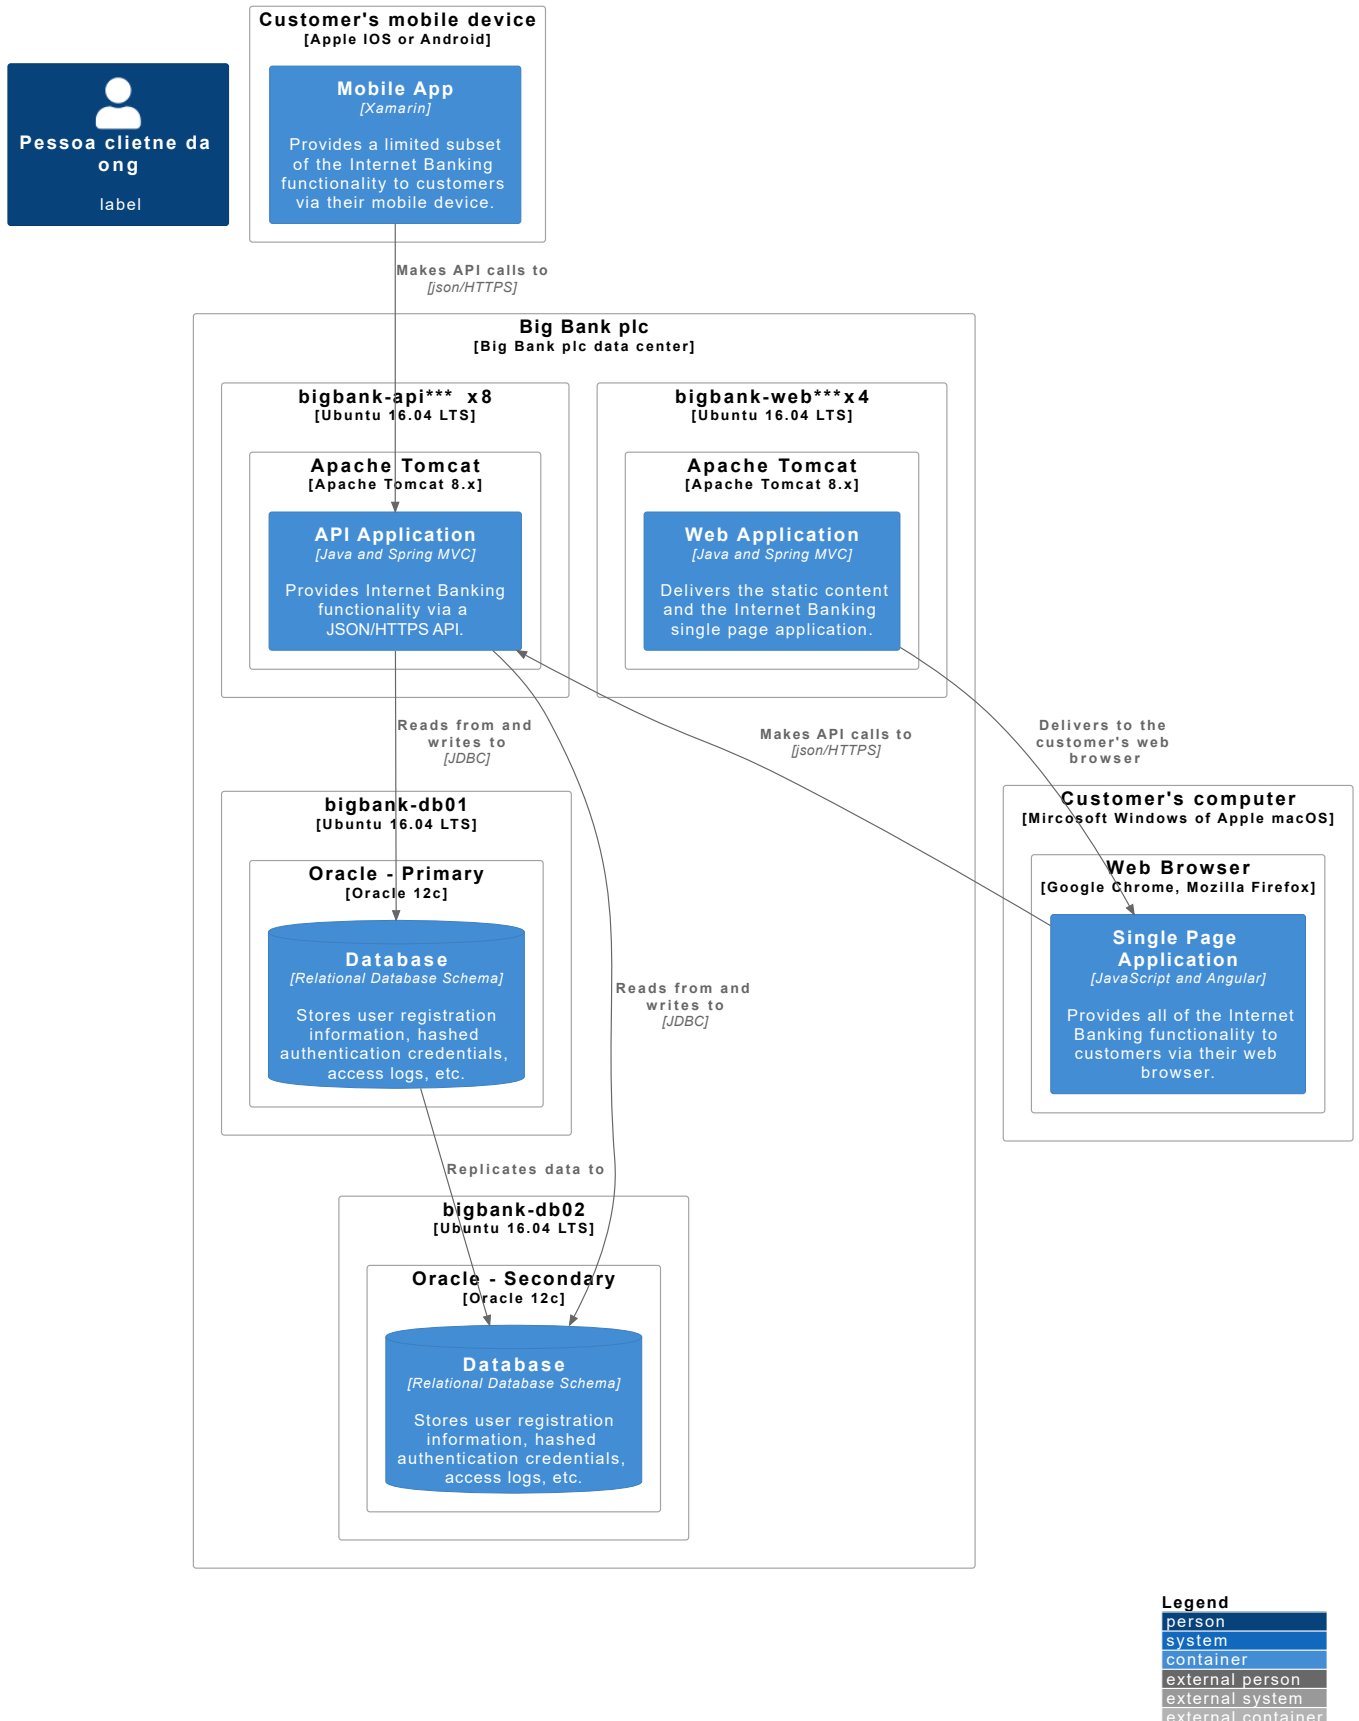 Customer's mobile device
[Apple IOS or Android]
Mobile App
[Xamarin]
Provides a limited subset
of the Internet Banking
functionality to customers
via their mobile device.
Pessoa clietne da
ong
label
Makes API calls to
[json/HTTPS]
Big Bank plc
[Big Bank plc data center]
bigbank-api*** x8
[Ubuntu 16.04 LTS]
Apache Tomcat
[Apache Tomcat 8.x]
API Application
[Java and Spring MVC]
Provides Internet Banking
functionality via a
JSON/HTTPS API.
bigbank-web***x4
[Ubuntu 16.04 LTS]
Apache Tomcat
[Apache Tomcat 8.x]
Web Application
[Java and Spring MVC]
Delivers the static content
and the Internet Banking
single page application.
Reads from and
writes to
[JDBC]
Makes API calls to
[json/HTTPS]
Delivers to the
customer's web
browser
bigbank-db01
[Ubuntu 16.04 LTS]
Oracle - Primary
[Oracle 12c]
Database
[Relational Database Schema]
Stores user registration
information, hashed
authentication credentials,
access logs, etc.
Reads from and
writes to
[JDBC]
Customer's computer
[Mircosoft Windows of Apple macOS]
Web Browser
[Google Chrome, Mozilla Firefox]
Single Page
Application
[JavaScript and Angular]
Provides all of the Internet
Banking functionality to
customers via their web
browser.
Replicates data to
bigbank-db02
[Ubuntu 16.04 LTS]
Oracle - Secondary
[Oracle 12c]
Database
[Relational Database Schema]
Stores user registration
information, hashed
authentication credentials,
access logs, etc.
Legend
person
system
container
external person
external system
external container